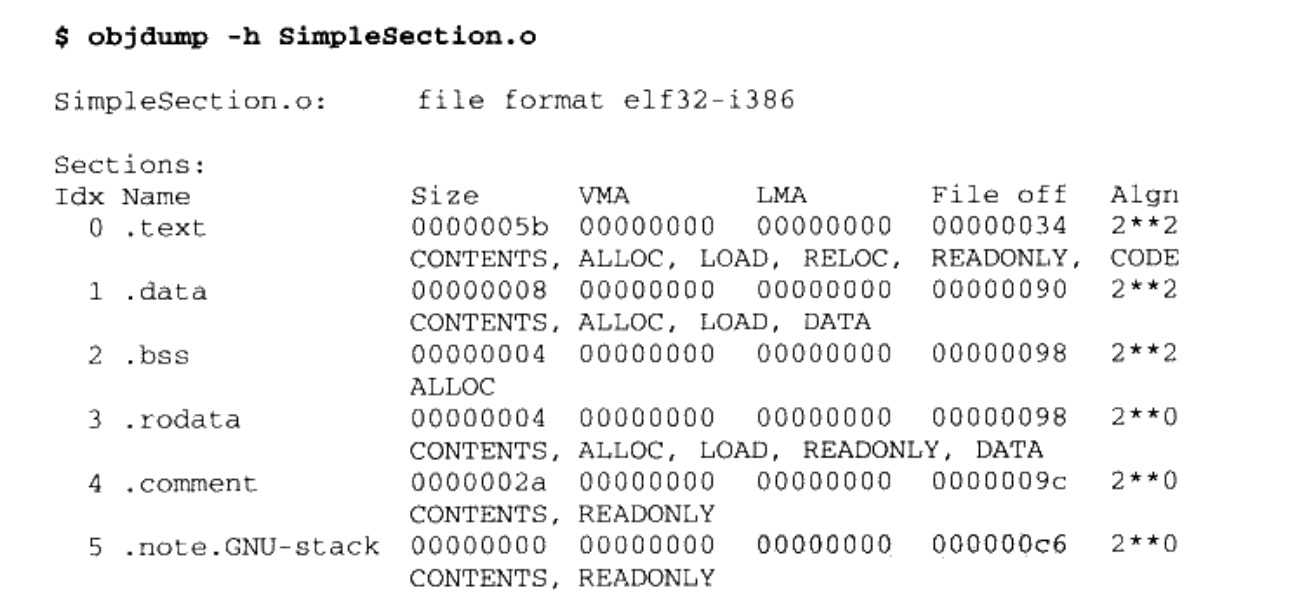 $ objdump -h SimpleSection.o
SimpleSection.o:     file format elf32-i386
Sections:
Idx Name              Size      VMA       LMA       File off  Algn
  0 .text             0000005b  00000000  00000000  00000034  2**2
                      CONTENTS, ALLOC, LOAD, RELOC, READONLY, CODE
  1 .data             00000008  00000000  00000000  00000090  2**2
                      CONTENTS, ALLOC, LOAD, DATA
  2 .bss              00000004  00000000  00000000  00000098  2**2
                      ALLOC
  3 .rodata           00000004  00000000  00000000  00000098  2**0
                      CONTENTS, ALLOC, LOAD, READONLY, DATA
  4 .comment          0000002a  00000000  00000000  0000009c  2**0
                      CONTENTS, READONLY
  5 .note.GNU-stack   00000000  00000000  00000000  000000c6  2**0
                      CONTENTS, READONLY